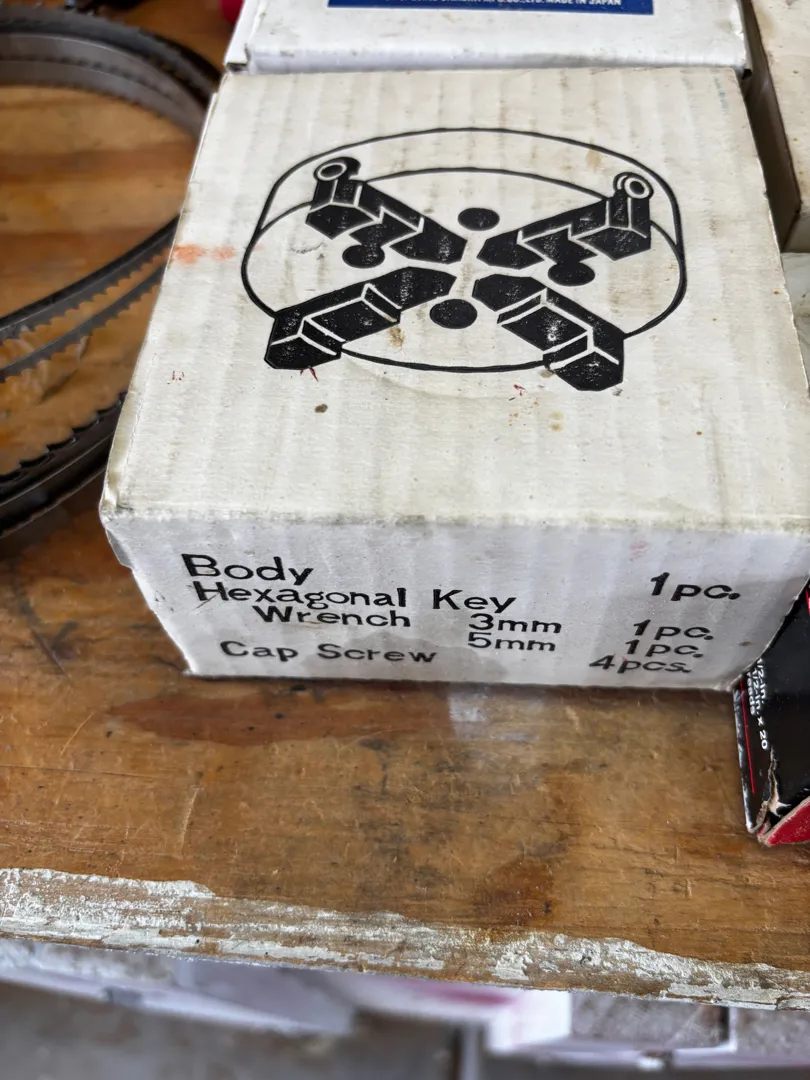 MADE IN JAPAN
Body 1pc.
Hexagonal Key
Wrench 3mm 1pc.
5mm 1pc.
Cap Screw 4pcs.